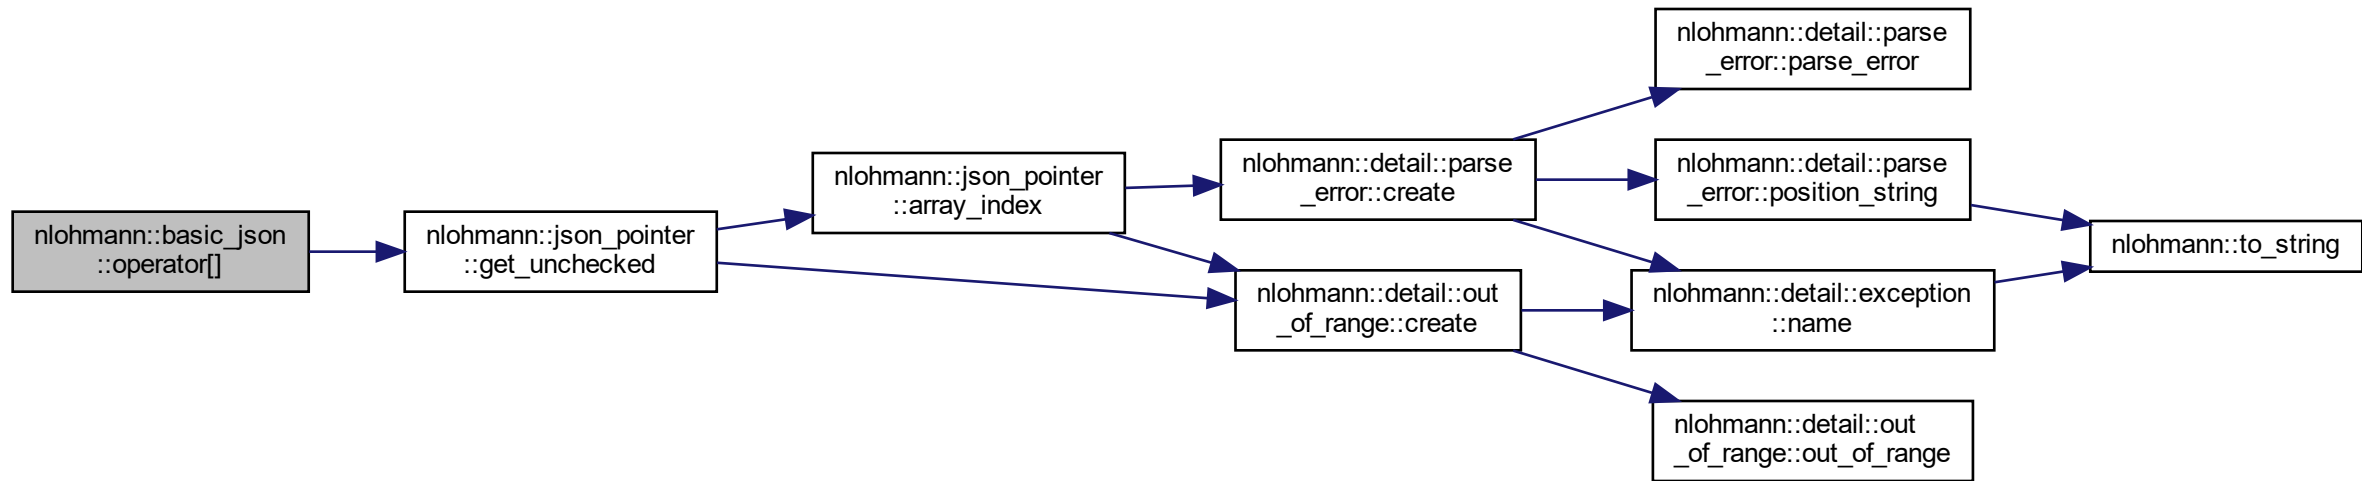 nlohmann::basic_json
::operator[]
nlohmann::json_pointer
::get_unchecked
nlohmann::json_pointer
::array_index
nlohmann::detail::parse
_error::create
nlohmann::detail::out
_of_range::create
nlohmann::detail::parse
_error::parse_error
nlohmann::detail::parse
_error::position_string
nlohmann::detail::exception
::name
nlohmann::detail::out
_of_range::out_of_range
nlohmann::to_string